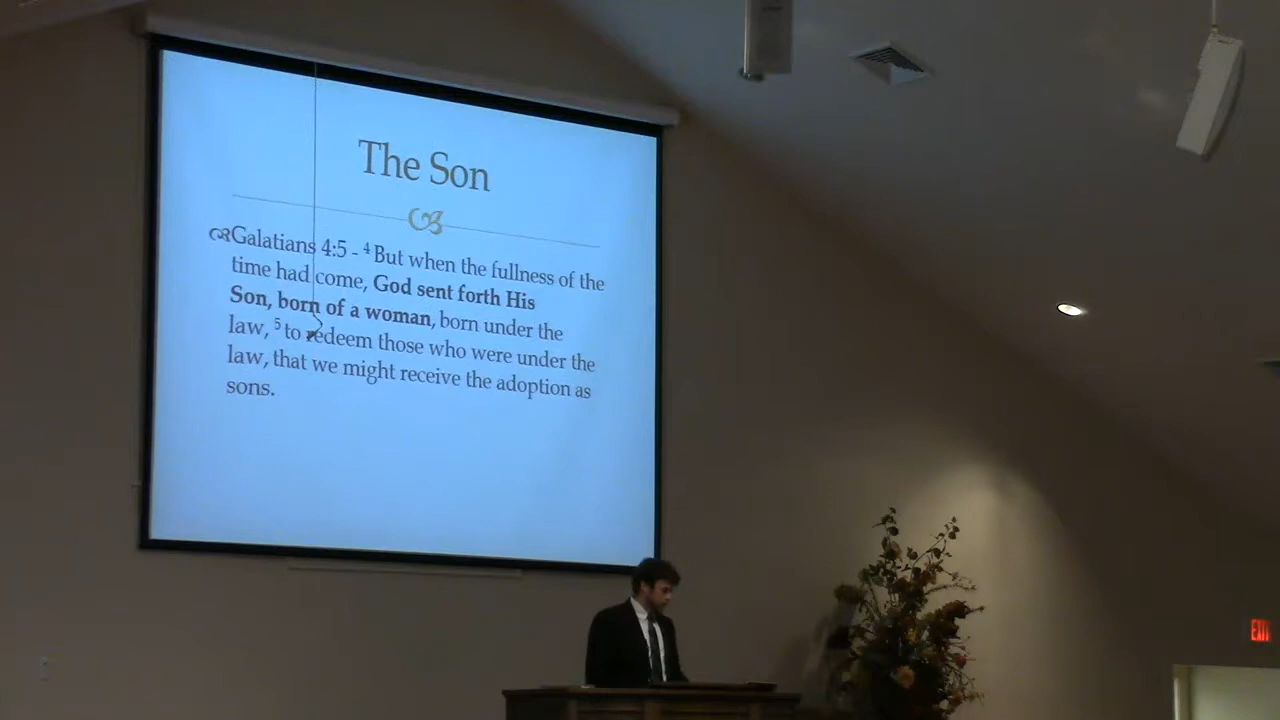 The Son
Galatians 4:5 - ⁴ But when the fullness of the
time had come, God sent forth His
Son, born of a woman, born under the
law, ⁵ to redeem those who were under the
law, that we might receive the adoption as
sons.
EXIT